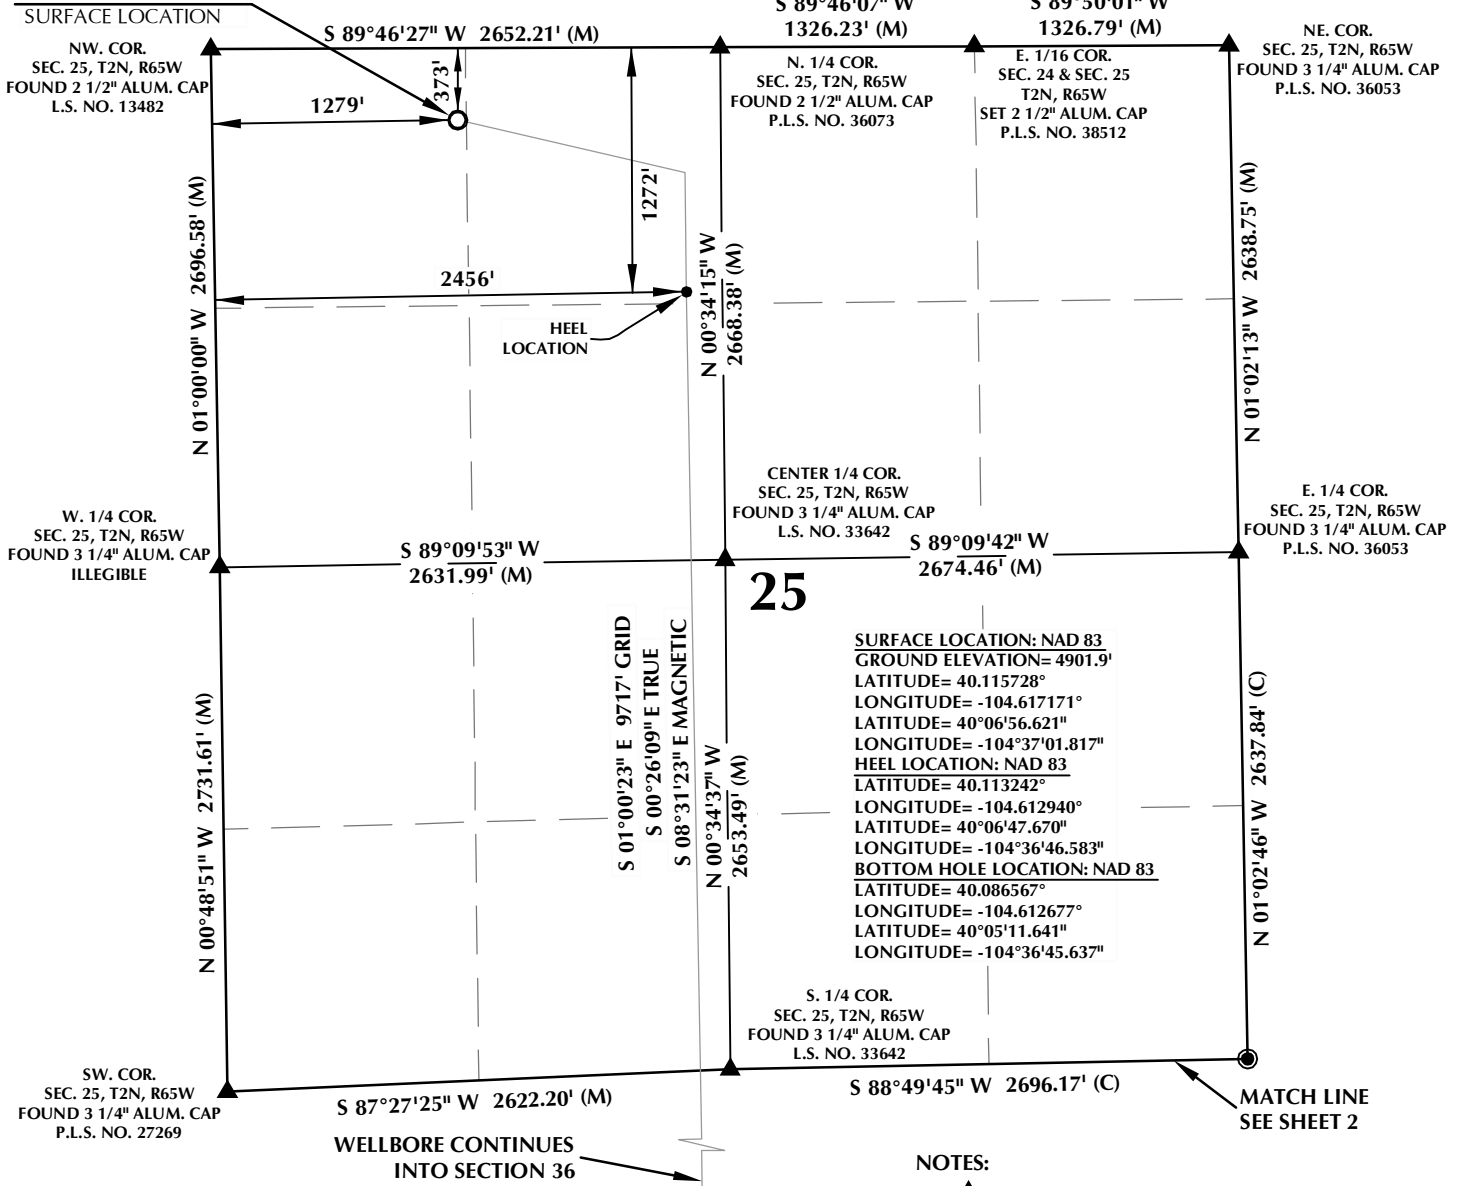 SURFACE LOCATION
S 89°46'27" W 2652.21' (M)
S 89°46'07" W
1326.23' (M)
S 89°50'01" W
1326.79' (M)
NW. COR.
SEC. 25, T2N, R65W
FOUND 2 1/2" ALUM. CAP
L.S. NO. 13482
N. 1/4 COR.
SEC. 25, T2N, R65W
FOUND 2 1/2" ALUM. CAP
P.L.S. NO. 36073
E. 1/16 COR.
SEC. 24 & SEC. 25
T2N, R65W
SET 2 1/2" ALUM. CAP
P.L.S. NO. 38512
NE. COR.
SEC. 25, T2N, R65W
FOUND 3 1/4" ALUM. CAP
P.L.S. NO. 36053
373'
1279'
1272'
2456'
HEEL
LOCATION
N 01°00'00" W 2696.58' (M)
N 00°34'15" W
2668.38' (M)
N 01°02'13" W 2638.75' (M)
W. 1/4 COR.
SEC. 25, T2N, R65W
FOUND 3 1/4" ALUM. CAP
ILLEGIBLE
CENTER 1/4 COR.
SEC. 25, T2N, R65W
FOUND 3 1/4" ALUM. CAP
L.S. NO. 33642
E. 1/4 COR.
SEC. 25, T2N, R65W
FOUND 3 1/4" ALUM. CAP
P.L.S. NO. 36053
S 89°09'53" W
2631.99' (M)
S 89°09'42" W
2674.46' (M)
25
N 00°48'51" W 2731.61' (M)
S 01°00'23" E 9717' GRID
S 00°26'09" E TRUE
S 08°31'23" E MAGNETIC
N 00°34'37" W
2653.49' (M)
SURFACE LOCATION: NAD 83
GROUND ELEVATION= 4901.9'
LATITUDE= 40.115728°
LONGITUDE= -104.617171°
LATITUDE= 40°06'56.621"
LONGITUDE= -104°37'01.817"
HEEL LOCATION: NAD 83
LATITUDE= 40.113242°
LONGITUDE= -104.612940°
LATITUDE= 40°06'47.670"
LONGITUDE= -104°36'46.583"
BOTTOM HOLE LOCATION: NAD 83
LATITUDE= 40.086567°
LONGITUDE= -104.612677°
LATITUDE= 40°05'11.641"
LONGITUDE= -104°36'45.637"
N 01°02'46" W 2637.84' (C)
SW. COR.
SEC. 25, T2N, R65W
FOUND 3 1/4" ALUM. CAP
P.L.S. NO. 27269
S. 1/4 COR.
SEC. 25, T2N, R65W
FOUND 3 1/4" ALUM. CAP
L.S. NO. 33642
S 87°27'25" W 2622.20' (M)
S 88°49'45" W 2696.17' (C)
MATCH LINE
SEE SHEET 2
WELLBORE CONTINUES
INTO SECTION 36
NOTES: